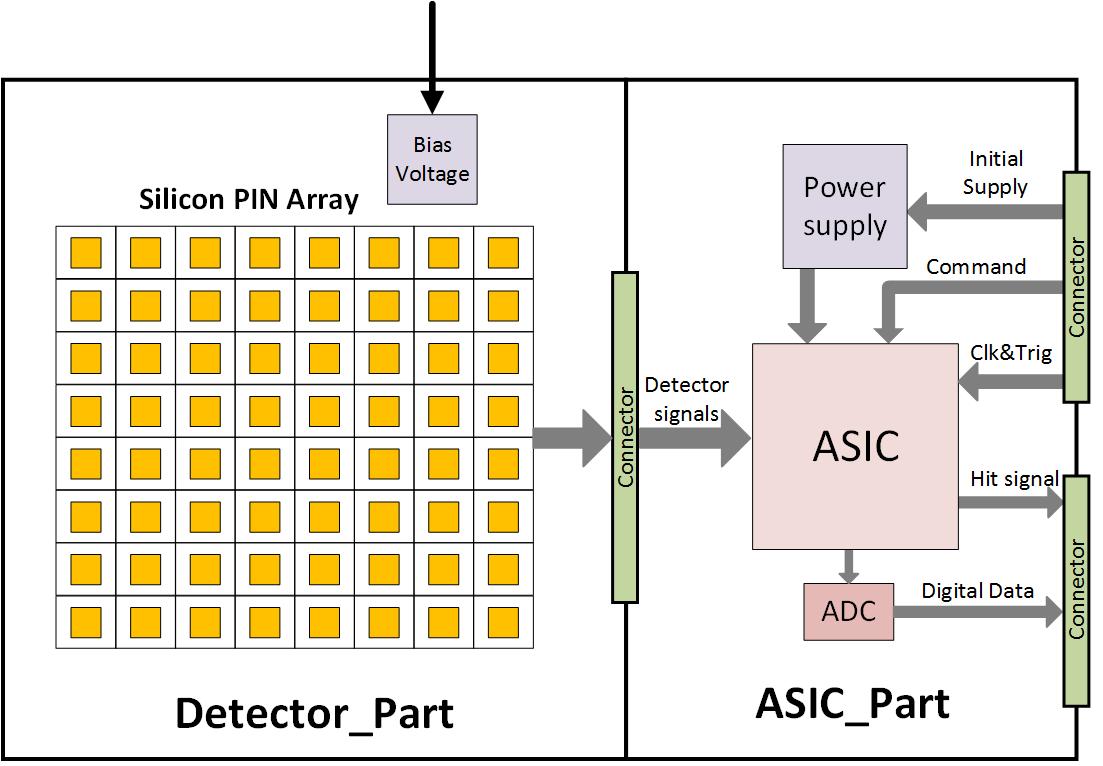 Bias
Voltage
Silicon PIN Array
Connector
Detector_Part
Initial
Supply
Power
supply
Command
Connector
Clk&Trig
Detector
signals
ASIC
Hit signal
Connector
ADC
Digital Data
ASIC_Part